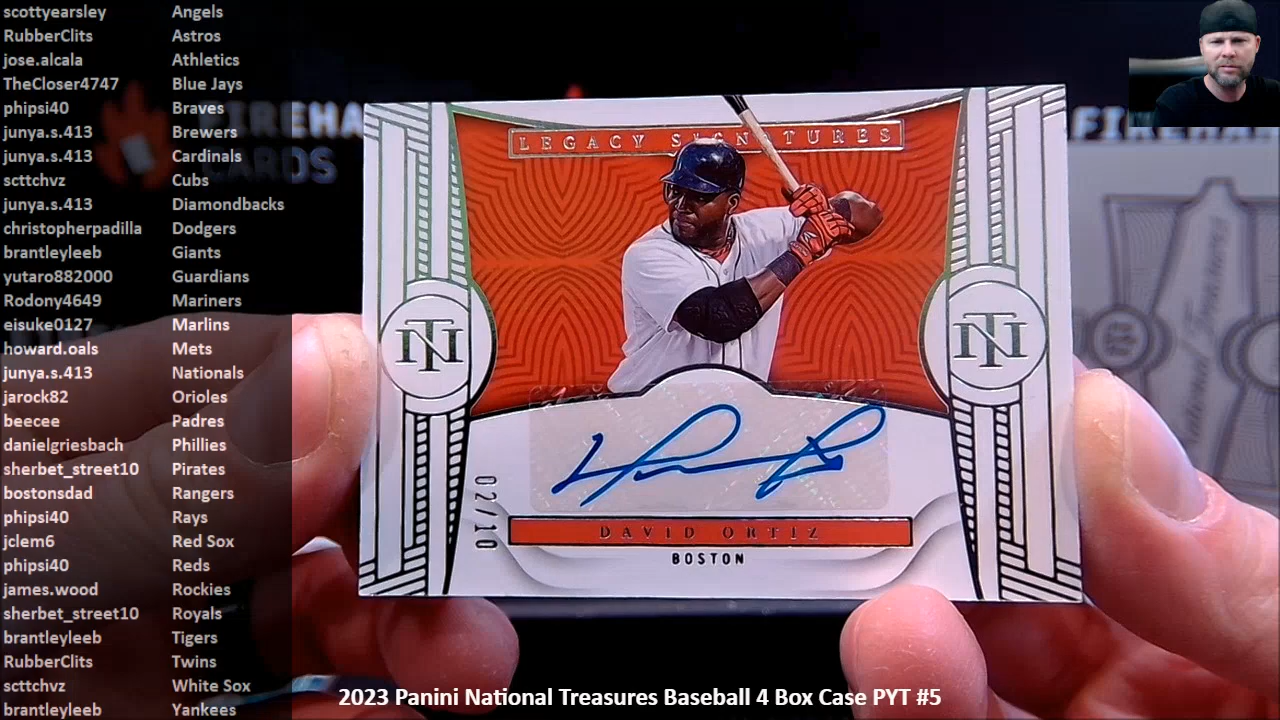 scottyearsley Angels
RubberClits Astros
jose.alcala Athletics
TheCloser4747 Blue Jays
phipsi40 Braves
junya.s.413 Brewers
junya.s.413 Cardinals
scttchvz Cubs
junya.s.413 Diamondbacks
christopherpadilla Dodgers
brantleyleeb Giants
yutaro882000 Guardians
Rodony4649 Mariners
eisuke0127 Marlins
howard.oals Mets
junya.s.413 Nationals
jarock82 Orioles
beecee Padres
danielgriesbach Phillies
sherbet_street10 Pirates
bostonsdad Rangers
phipsi40 Rays
jclem6 Red Sox
phipsi40 Reds
james.wood Rockies
sherbet_street10 Royals
brantleyleeb Tigers
RubberClits Twins
scttchvz White Sox
brantleyleeb Yankees
CARDS
LEGACY SIGNATURES
NT
NT
02/10
DAVID ORTIZ
BOSTON
2023 Panini National Treasures Baseball 4 Box Case PYT #5